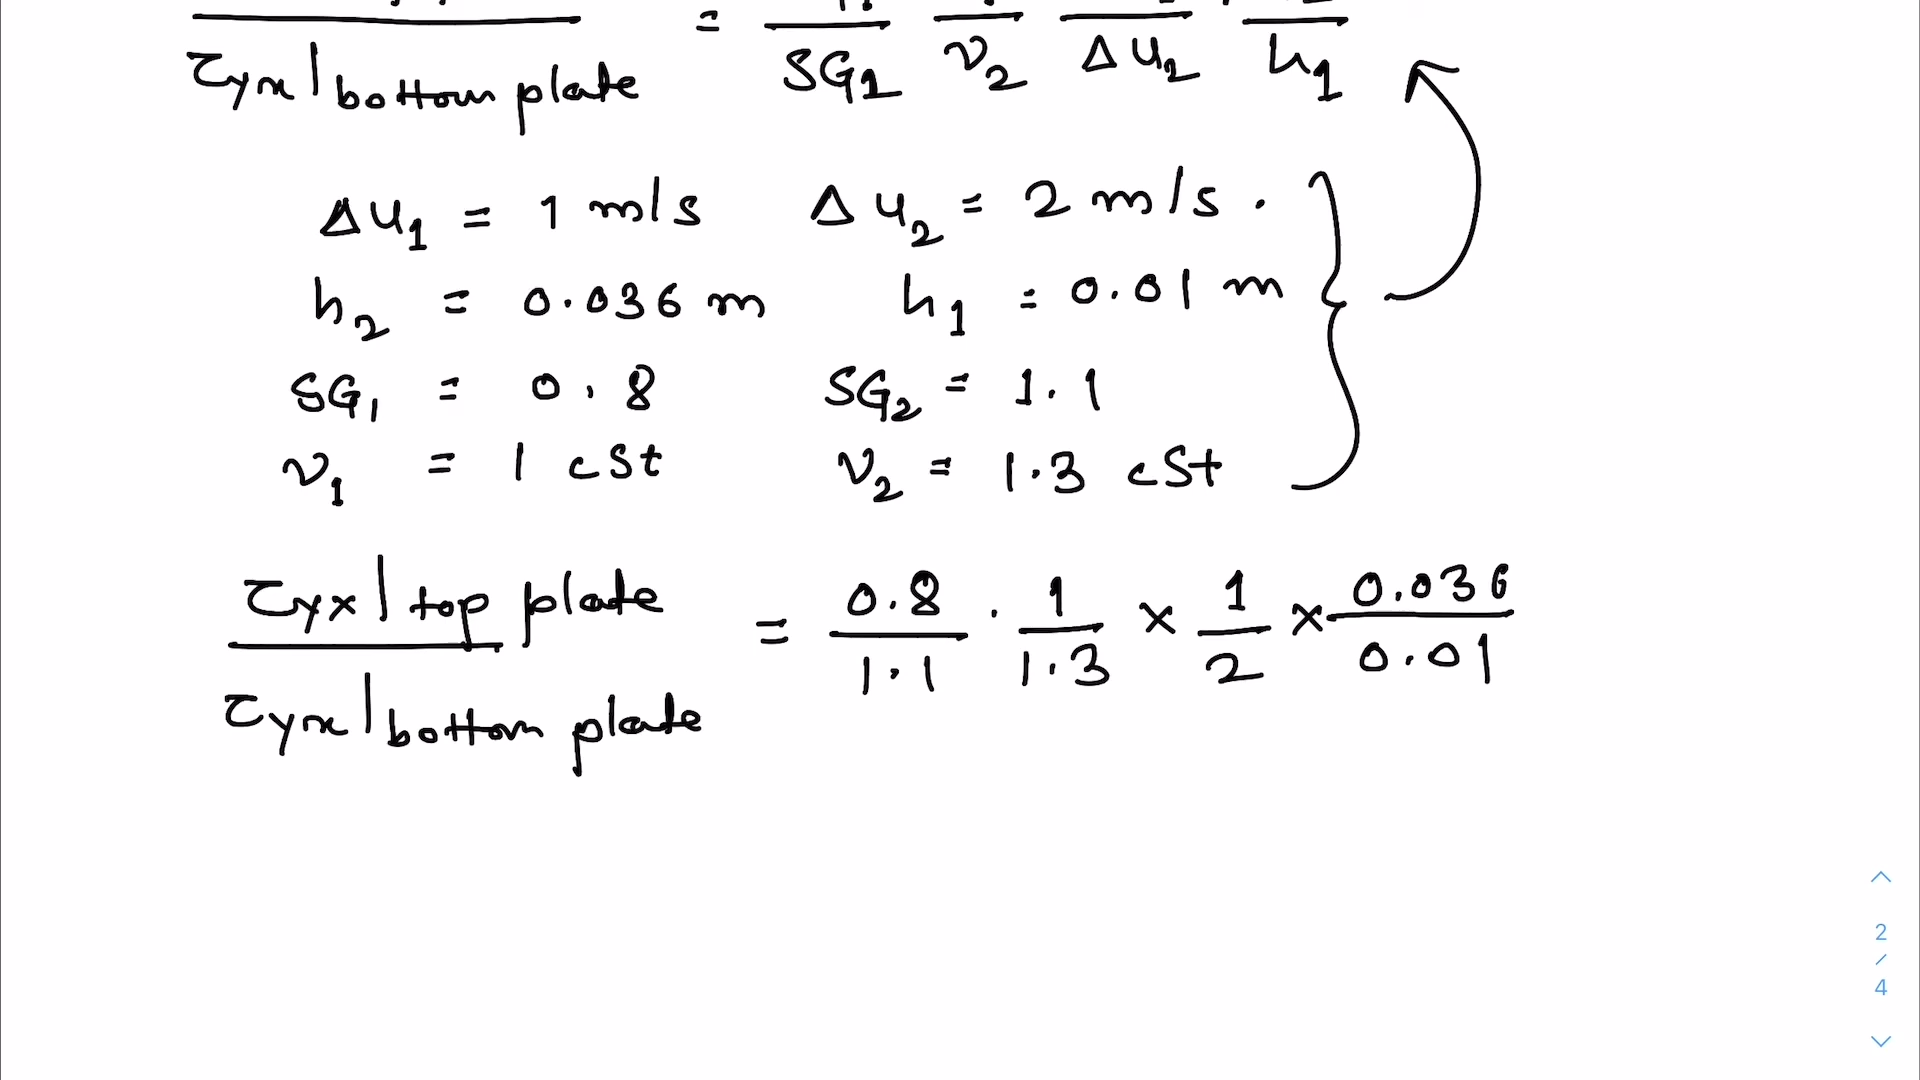 =
τyx|bottom plate SG1 ν2 Δu2 h1
Δu1 = 1 m/s Δu2 = 2 m/s.
h2 = 0.036 m h1 = 0.01 m
SG1 = 0.8 SG2 = 1.1
ν1 = 1 cSt ν2 = 1.3 cSt
τyx|top plate = 0.8/1.1 · 1/1.3 × 1/2 × 0.036/0.01
τyx|bottom plate
2
/
4